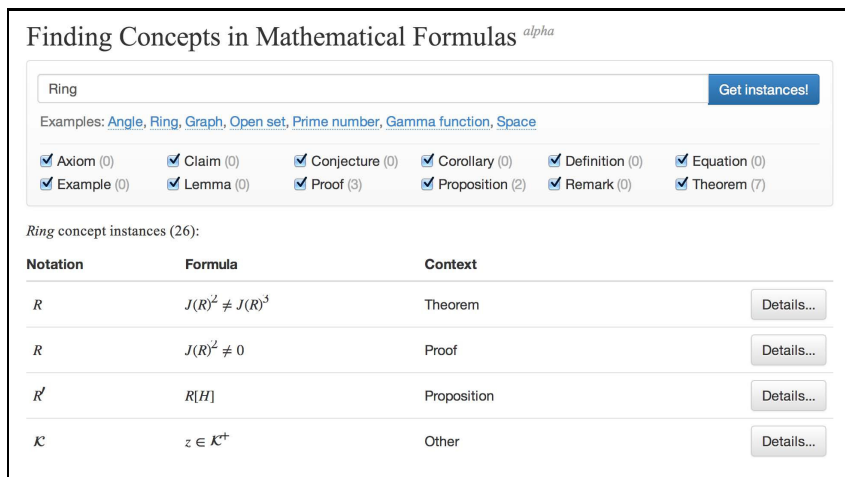 Finding Concepts in Mathematical Formulas alpha
Ring Get instances!
Examples: Angle, Ring, Graph, Open set, Prime number, Gamma function, Space
Axiom (0) Claim (0) Conjecture (0) Corollary (0) Definition (0) Equation (0)
Example (0) Lemma (0) Proof (3) Proposition (2) Remark (0) Theorem (7)
Ring concept instances (26):
Notation Formula Context
R J(R)² ≠ J(R)³ Theorem Details...
R J(R)² ≠ 0 Proof Details...
R′ R[H] Proposition Details...
𝒦 z ∈ 𝒦⁺ Other Details...